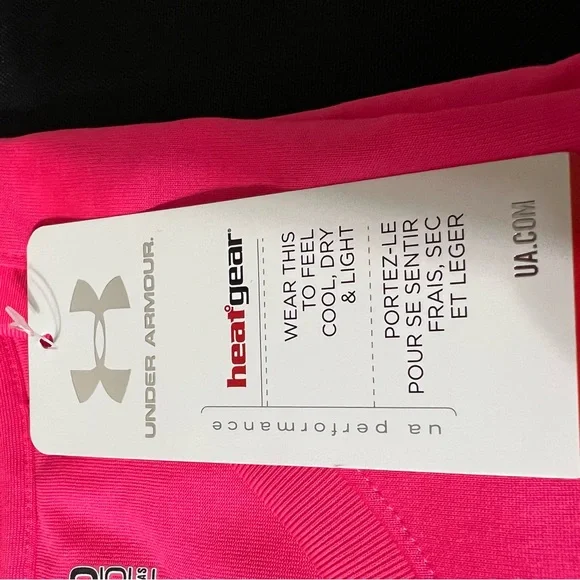 UNDER ARMOUR.
heatgear
WEAR THIS
TO FEEL
COOL, DRY
& LIGHT
PORTEZ-LE
POUR SE SENTIR
FRAIS, SEC
ET LEGER
ua performance
UA.COM